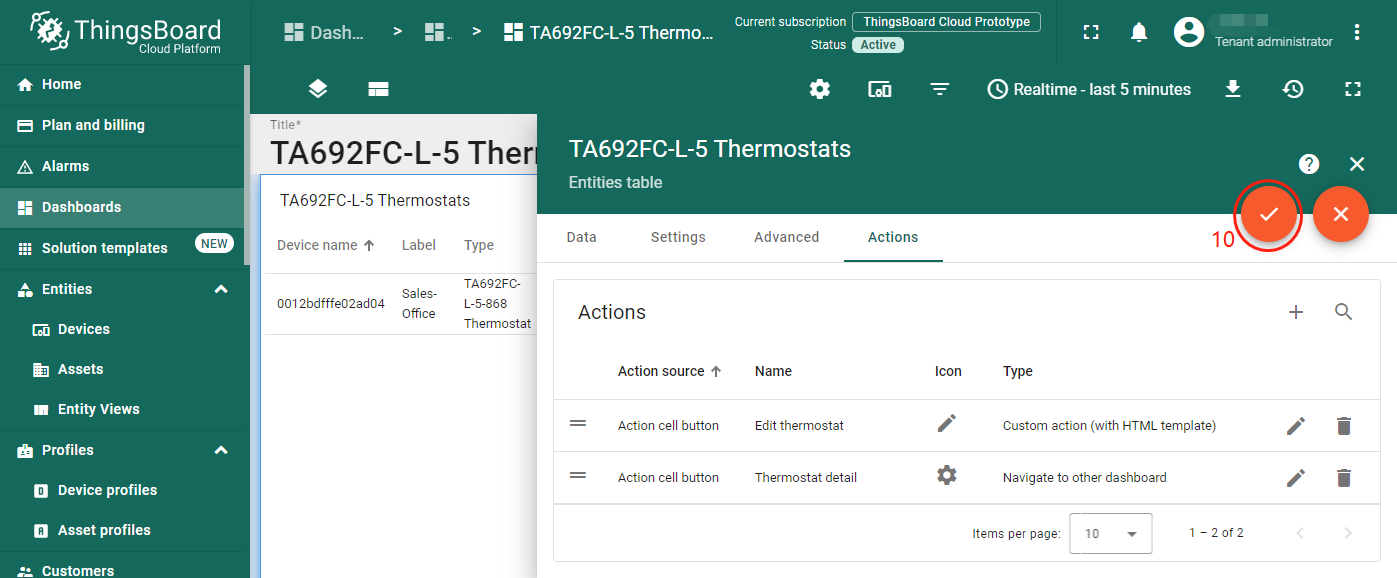 ThingsBoard
Cloud Platform
Home
Plan and billing
Alarms
Dashboards
Solution templates NEW
Entities
Devices
Assets
Entity Views
Profiles
Device profiles
Asset profiles
Customers
Dash... > .. > TA692FC-L-5 Thermo...
Current subscription ThingsBoard Cloud Prototype
Status Active
Tenant administrator
Realtime - last 5 minutes
Title*
TA692FC-L-5 Ther
TA692FC-L-5 Thermostats
Device name Label Type
0012bdfffe02ad04
Sales-
Office
TA692FC-
L-5-868
Thermostat
TA692FC-L-5 Thermostats
Entities table
10
Data Settings Advanced Actions
Actions
Action source Name Icon Type
Action cell button Edit thermostat Custom action (with HTML template)
Action cell button Thermostat detail Navigate to other dashboard
Items per page: 10 1 – 2 of 2